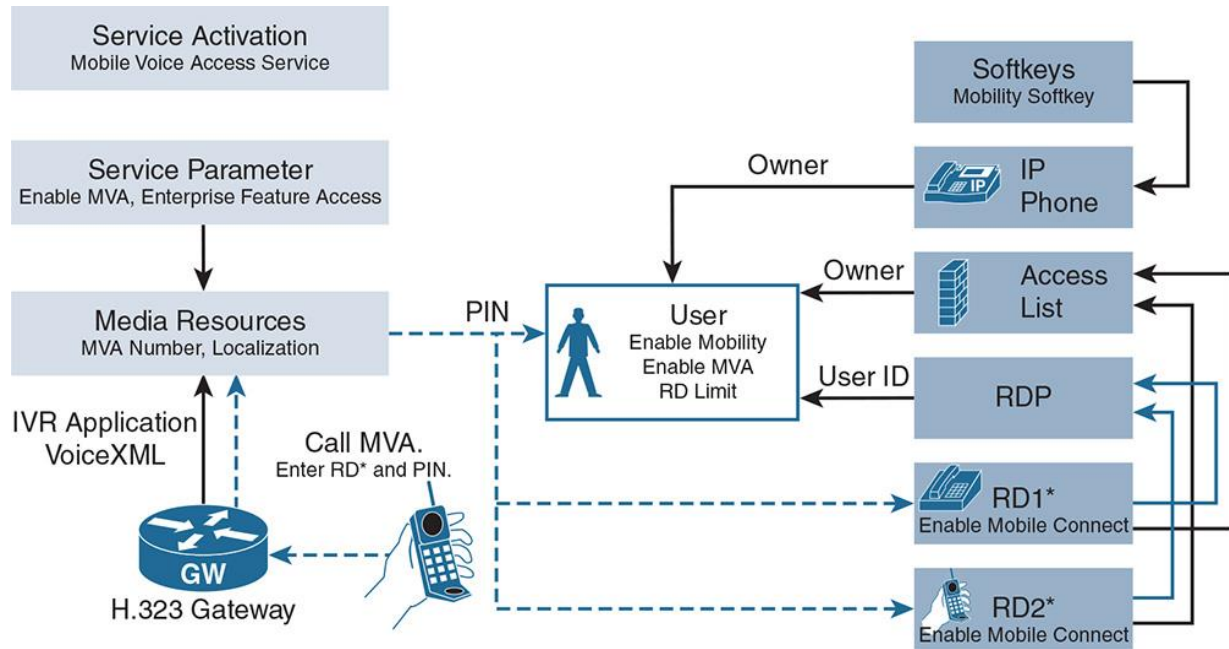 Service Activation
Mobile Voice Access Service
Service Parameter
Enable MVA, Enterprise Feature Access
Media Resources
MVA Number, Localization
IVR Application
VoiceXML
GW
H.323 Gateway
Call MVA.
Enter RD* and PIN.
PIN
Owner
Owner
User ID
User
Enable Mobility
Enable MVA
RD Limit
Softkeys
Mobility Softkey
IP
IP
Phone
Access
List
RDP
RD1*
Enable Mobile Connect
RD2*
Enable Mobile Connect